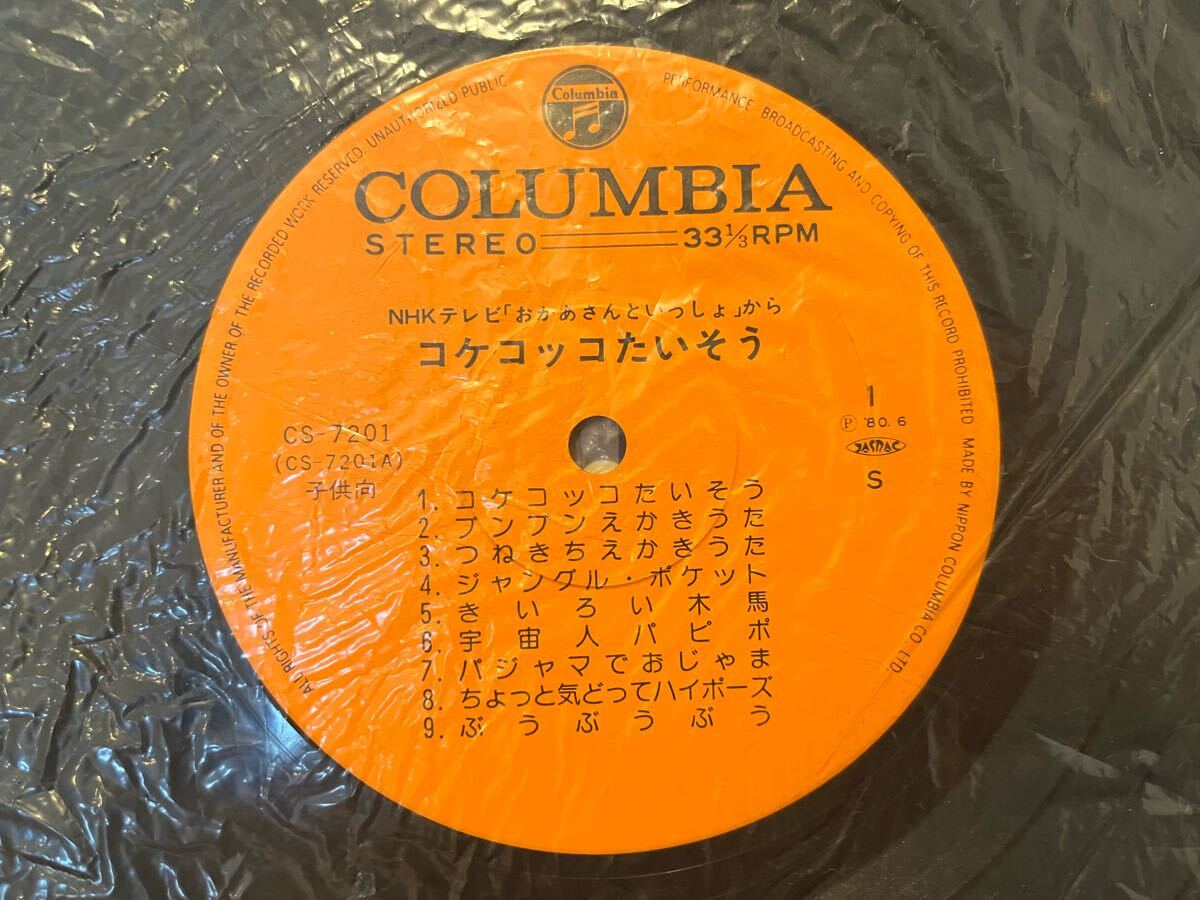 Columbia
ALL RIGHTS OF THE MANUFACTURER AND OF THE OWNER OF THE RECORDED WORK RESERVED. UNAUTHORIZED PUBLIC PERFORMANCE, BROADCASTING AND COPYING OF THIS RECORD PROHIBITED MADE BY NIPPON COLUMBIA CO., LTD
COLUMBIA
STEREO 33 1/3 RPM
NHKテレビ「おかあさんといっしょ」から
コケコッコたいそう
1
CS-7201
Ⓟ '80. 6
(CS-7201A)
JASRAC
子供向
S
1. コケコッコたいそう
2. ブンブンえかきうた
3. つねきちえかきうた
4. ジャングル・ポケット
5. きいろい木馬
6. 宇宙人パピポ
7. パジャマでおじゃま
8. ちょっと気どってハイポーズ
9. ぶうぶうぶう